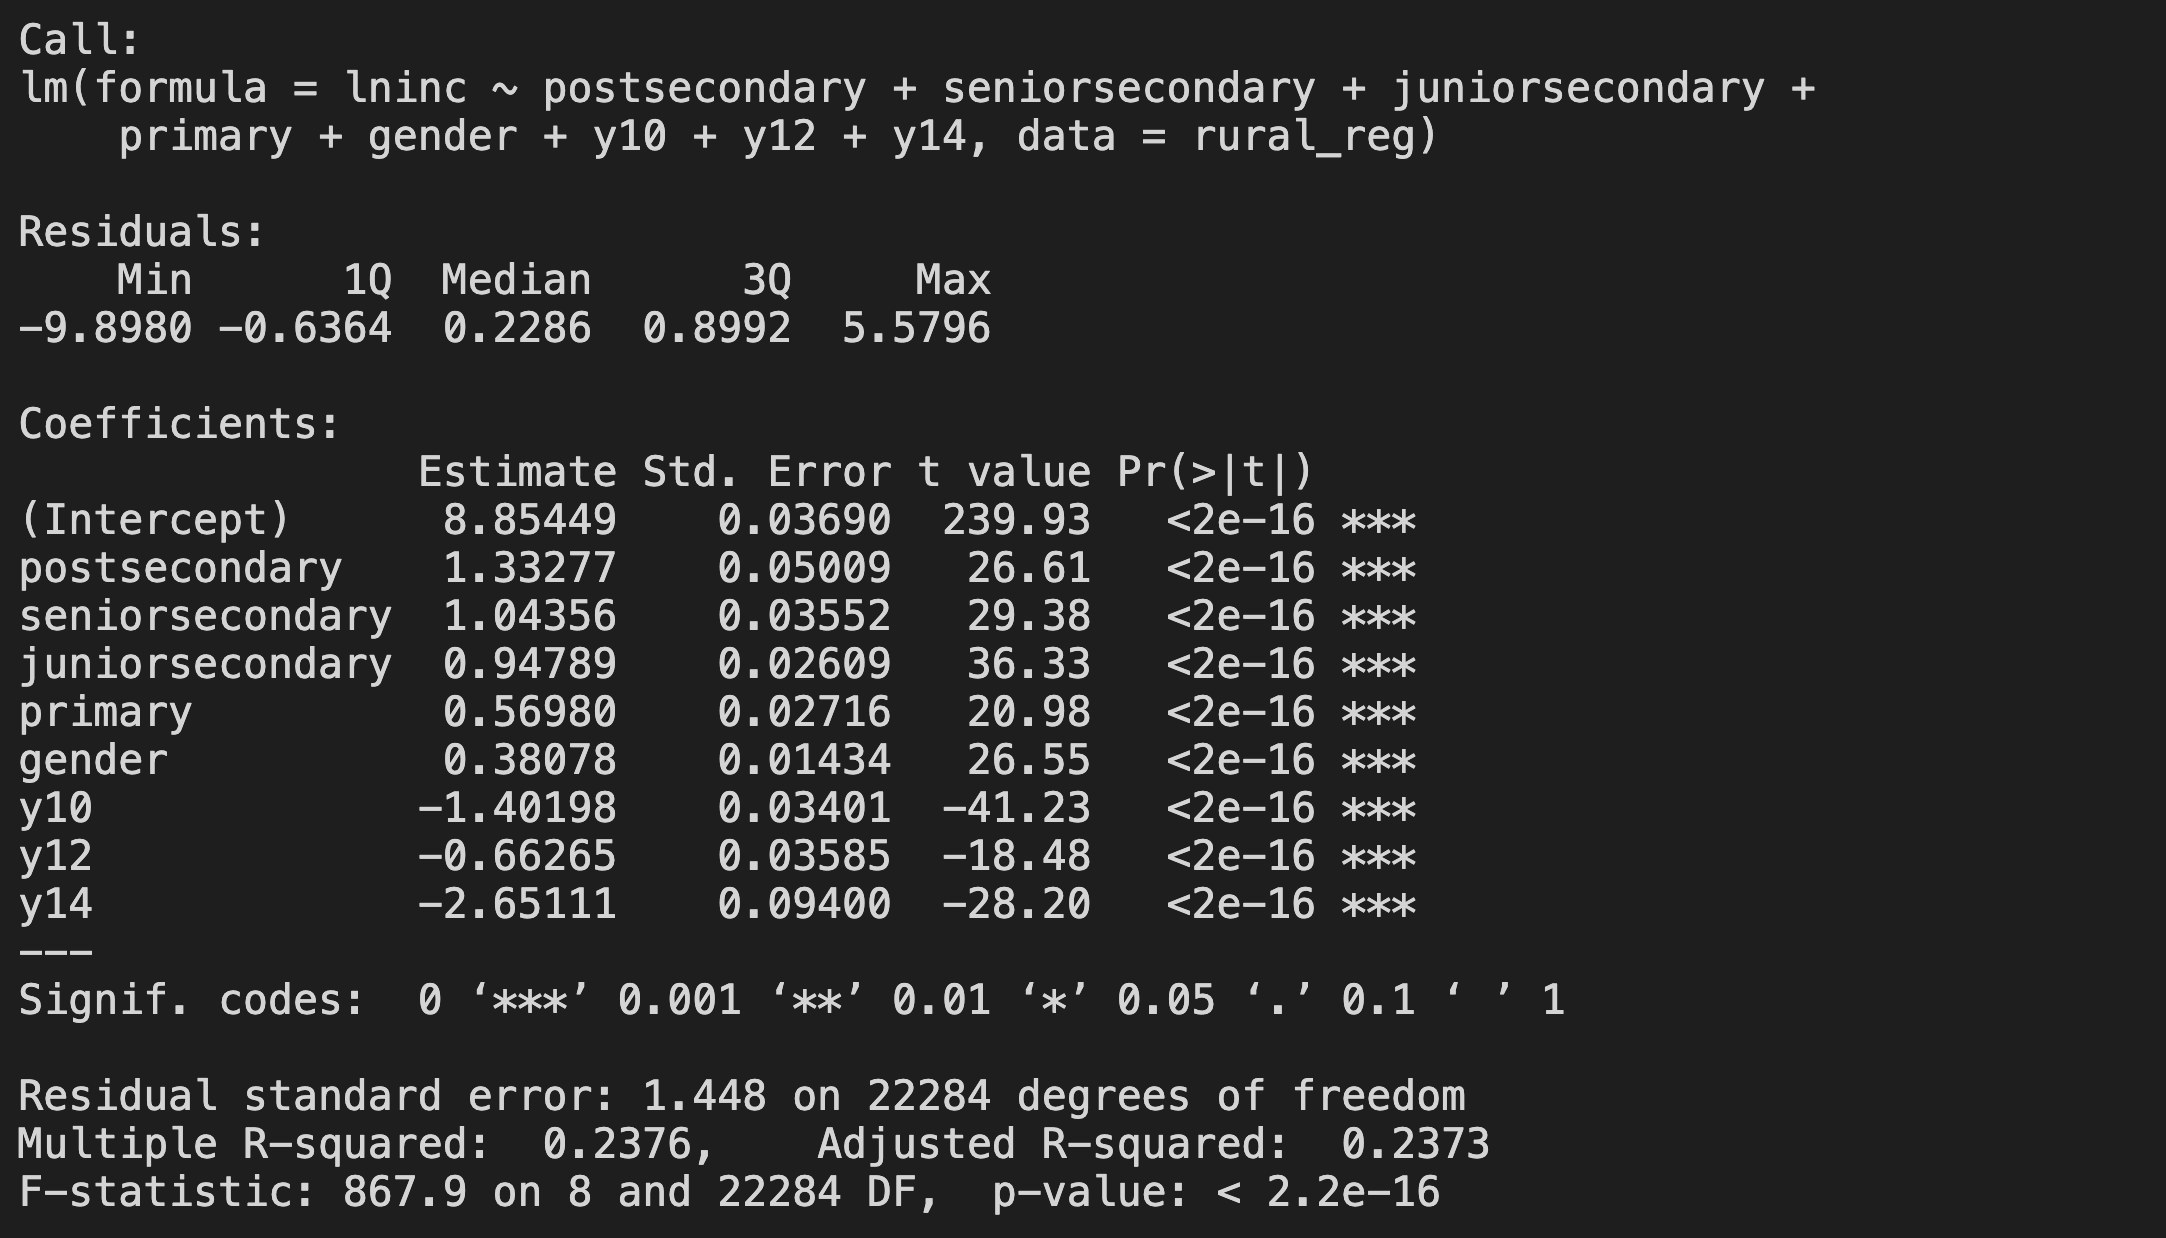 Call:
lm(formula = lninc ~ postsecondary + seniorsecondary + juniorsecondary +
    primary + gender + y10 + y12 + y14, data = rural_reg)

Residuals:
    Min      1Q  Median      3Q     Max
−9.8980 −0.6364  0.2286  0.8992  5.5796

Coefficients:
                Estimate Std. Error t value Pr(>|t|)
(Intercept)      8.85449    0.03690  239.93   <2e−16 ***
postsecondary    1.33277    0.05009   26.61   <2e−16 ***
seniorsecondary  1.04356    0.03552   29.38   <2e−16 ***
juniorsecondary  0.94789    0.02609   36.33   <2e−16 ***
primary          0.56980    0.02716   20.98   <2e−16 ***
gender           0.38078    0.01434   26.55   <2e−16 ***
y10             −1.40198    0.03401  −41.23   <2e−16 ***
y12             −0.66265    0.03585  −18.48   <2e−16 ***
y14             −2.65111    0.09400  −28.20   <2e−16 ***
−−−
Signif. codes:  0 ‘***’ 0.001 ‘**’ 0.01 ‘*’ 0.05 ‘.’ 0.1 ‘ ’ 1

Residual standard error: 1.448 on 22284 degrees of freedom
Multiple R−squared:  0.2376,    Adjusted R−squared:  0.2373
F−statistic: 867.9 on 8 and 22284 DF,  p−value: < 2.2e−16